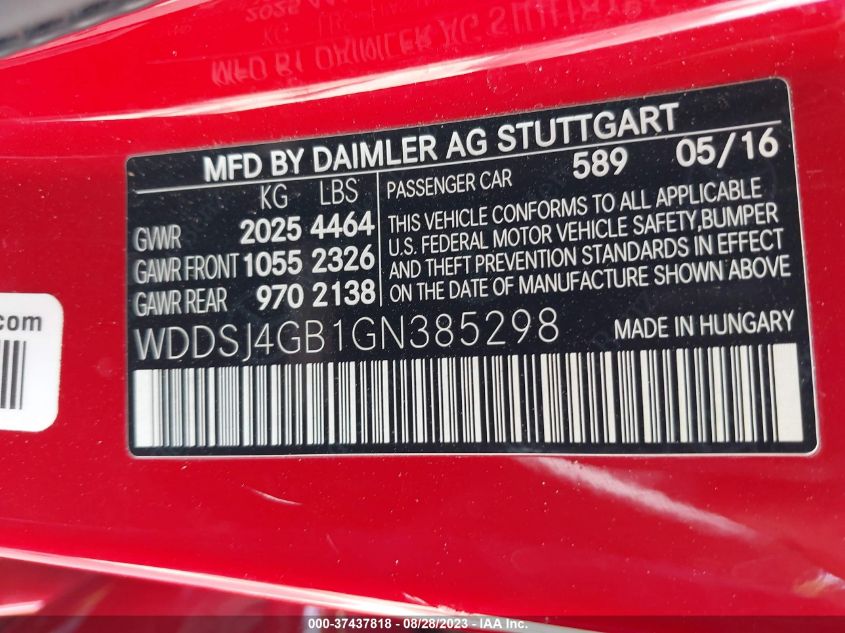 MFD BY DAIMLER AG STUTTGART
KG LBS
GVWR 2025 4464
GAWR FRONT 1055 2326
GAWR REAR 970 2138
PASSENGER CAR 589 05/16
THIS VEHICLE CONFORMS TO ALL APPLICABLE
U.S. FEDERAL MOTOR VEHICLE SAFETY,BUMPER
AND THEFT PREVENTION STANDARDS IN EFFECT
ON THE DATE OF MANUFACTURE SHOWN ABOVE
WDDSJ4GB1GN385298 MADE IN GERMANY
.com
000-37437818 / 08/28/2023 - IAA Inc.